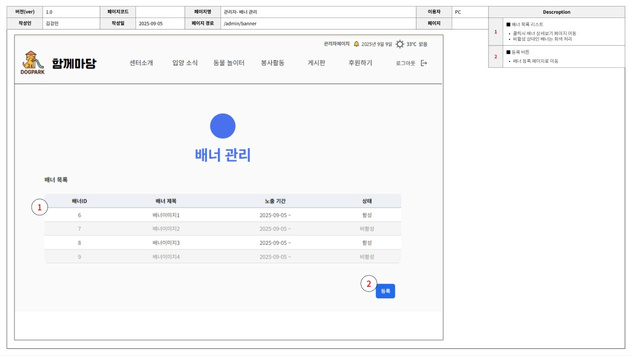 버전(ver) 1.0 페이지코드 페이지명 관리자- 배너 관리 이용자 PC
작성인 김강민 작성일 2025-09-05 페이지 경로 /admin/banner 페이지
Descroption
1 ■ 배너 목록 리스트
• 클릭시 배너 상세보기 페이지 이동
• 비활성 상태인 배너는 회색 처리
2 ■ 등록 버튼
• 배너 등록 페이지로 이동
관리자페이지 2025년 9월 9일 33℃ 맑음
DOGPARK 함께마당 센터소개 입양 소식 동물 놀이터 봉사활동 게시판 후원하기 로그아웃
배너 관리
배너 목록
배너ID 배너 제목 노출 기간 상태
1
6 배너이미지1 2025-09-05 ~ 활성
7 배너이미지2 2025-09-05 ~ 비활성
8 배너이미지3 2025-09-05 ~ 활성
9 배너이미지4 2025-09-05 ~ 비활성
2 등록